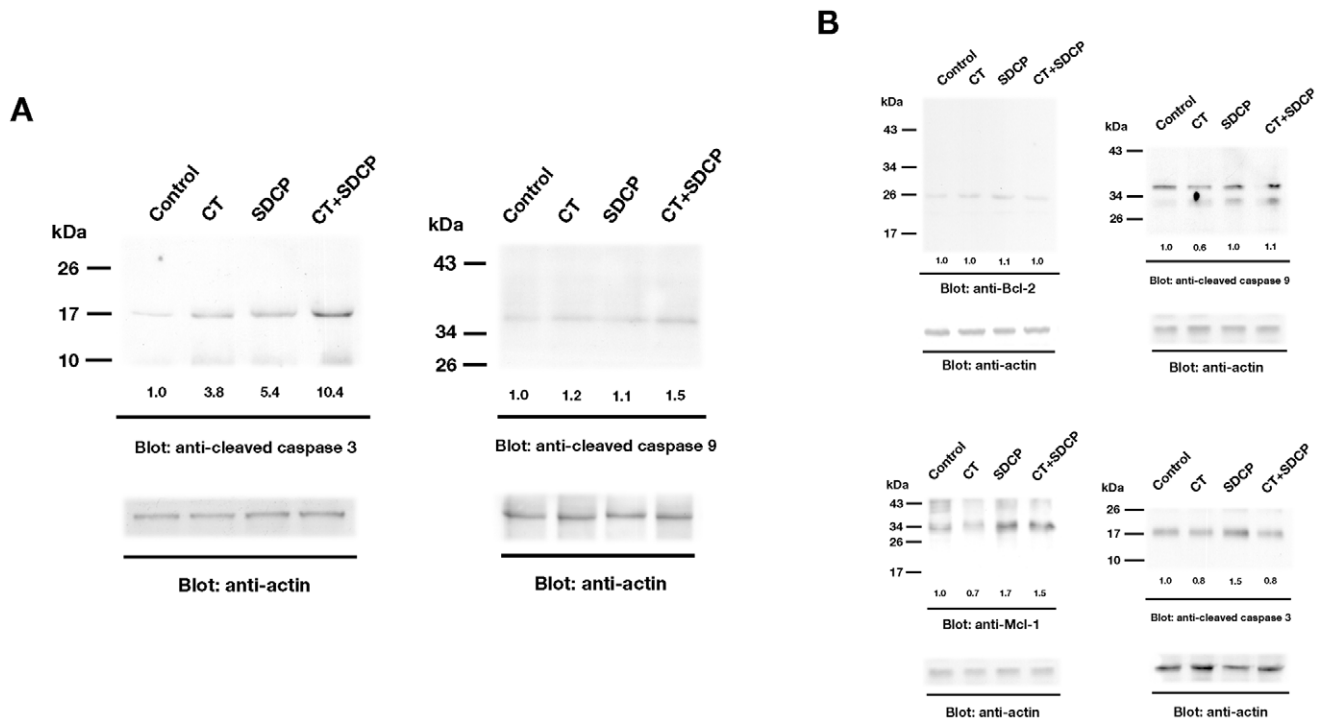 A
Control CT SDCP CT+SDCP
kDa
26
17
10
1.0 3.8 5.4 10.4
Blot: anti-cleaved caspase 3
Blot: anti-actin
Control CT SDCP CT+SDCP
kDa
43
34
26
1.0 1.2 1.1 1.5
Blot: anti-cleaved caspase 9
Blot: anti-actin
B
Control CT SDCP CT+SDCP
kDa
43
34
26
17
1.0 1.0 1.1 1.0
Blot: anti-Bcl-2
Blot: anti-actin
Control CT SDCP CT+SDCP
kDa
43
34
26
1.0 0.6 1.0 1.1
Blot: anti-cleaved caspase 9
Blot: anti-actin
Control CT SDCP CT+SDCP
kDa
43
34
26
17
1.0 0.7 1.7 1.5
Blot: anti-Mcl-1
Blot: anti-actin
Control CT SDCP CT+SDCP
kDa
26
17
10
1.0 0.8 1.5 0.8
Blot: anti-cleaved caspase 3
Blot: anti-actin